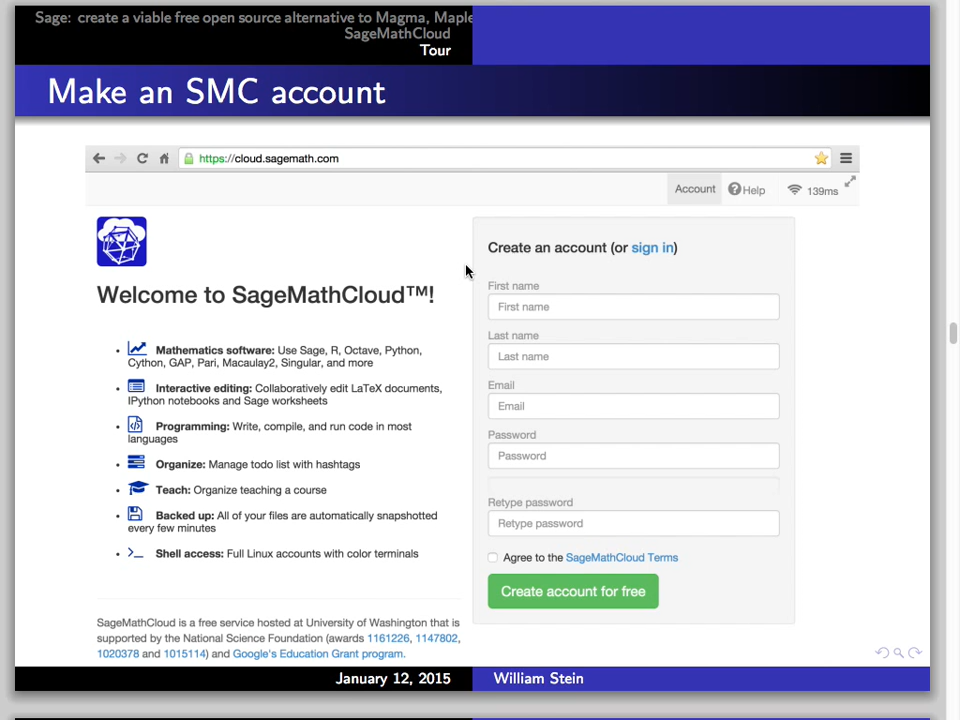 Sage: create a viable free open source alternative to Magma, Maple
SageMathCloud
Tour
Make an SMC account
https://cloud.sagemath.com
Account
Help
139ms
Welcome to SageMathCloud™!
Mathematics software: Use Sage, R, Octave, Python,
Cython, GAP, Pari, Macaulay2, Singular, and more
Interactive editing: Collaboratively edit LaTeX documents,
IPython notebooks and Sage worksheets
Programming: Write, compile, and run code in most
languages
Organize: Manage todo list with hashtags
Teach: Organize teaching a course
Backed up: All of your files are automatically snapshotted
every few minutes
Shell access: Full Linux accounts with color terminals
SageMathCloud is a free service hosted at University of Washington that is
supported by the National Science Foundation (awards 1161226, 1147802,
1020378 and 1015114) and Google's Education Grant program.
Create an account (or sign in)
First name
First name
Last name
Last name
Email
Email
Password
Password
Retype password
Retype password
Agree to the SageMathCloud Terms
Create account for free
January 12, 2015
William Stein